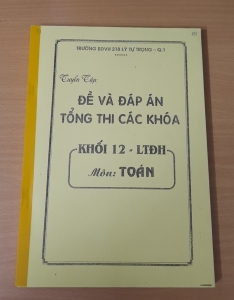 TRƯỜNG BDVH 218 LÝ TỰ TRỌNG - Q.1
Tuyển Tập
ĐỀ VÀ ĐÁP ÁN
TỔNG THI CÁC KHÓA
KHỐI 12 - LTĐH
Môn: TOÁN